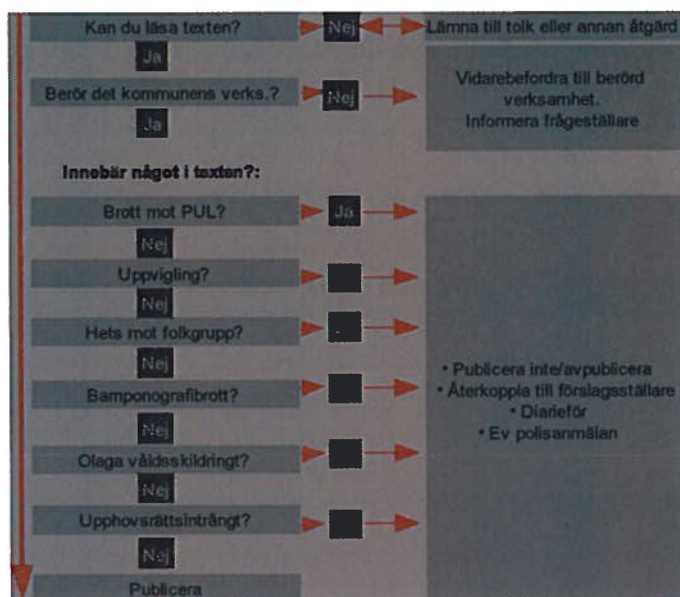 Kan du läsa texten? Nej Lämna till tolk eller annan åtgärd
Ja
Berör det kommunens verks.? Nej Vidarebefordra till berörd
verksamhet.
Informera frågeställare
Ja
Innebär något i texten?:
Brott mot PUL? Ja
Nej
Uppvigling?
Nej
Hets mot folkgrupp?
Nej
Bamponografibrott?
Nej
Olaga våldsskildringt?
Nej
Upphovsrättsintrångt?
Nej
Publicera
• Publicera inte/avpublicera
• Återkoppla till förslagsställare
• Diarieför
• Ev polisanmälan